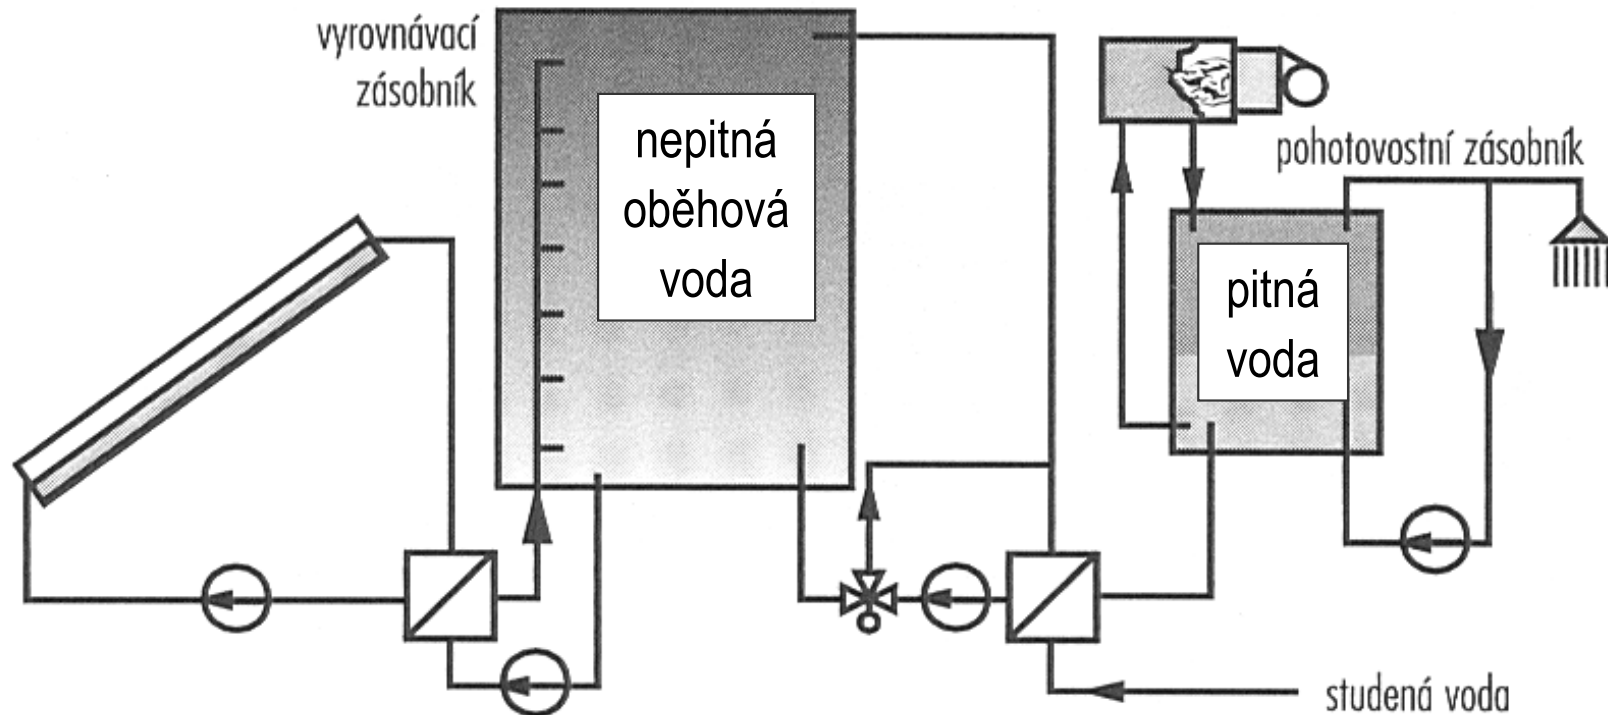 vyrovnávací
zásobník
nepitná
oběhová
voda
pohotovostní zásobník
pitná
voda
studená voda